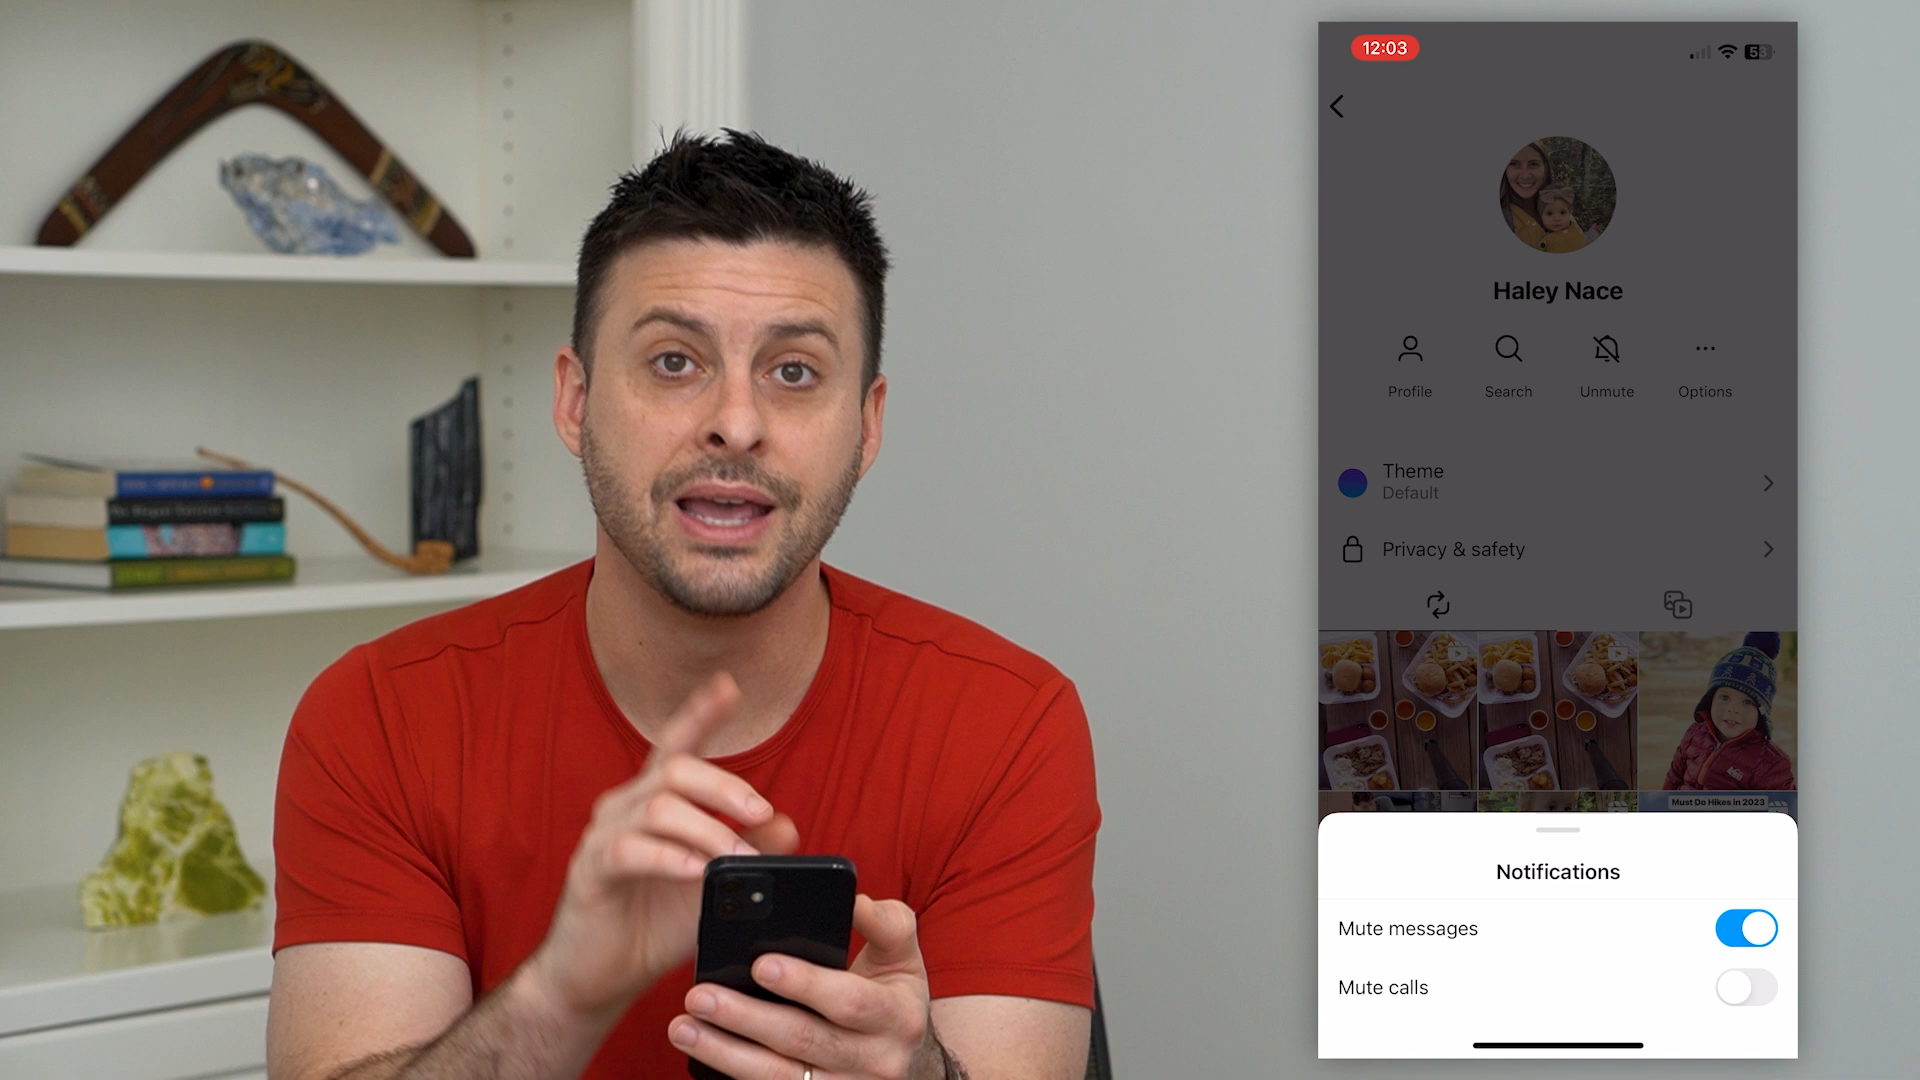 12:03
53
Haley Nace
Profile
Search
Unmute
Options
Theme
Default
Privacy & safety
Must Do Hikes in 2023
Notifications
Mute messages
Mute calls